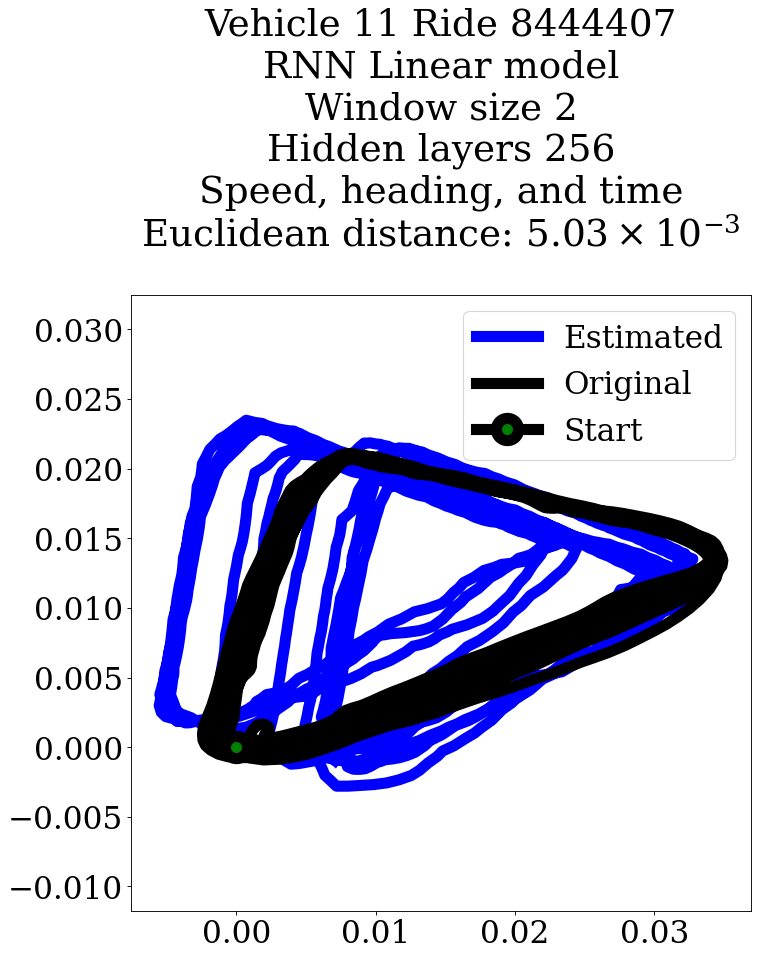 Vehicle 11 Ride 8444407
RNN Linear model
Window size 2
Hidden layers 256
Speed, heading, and time
Euclidean distance: 5.03 × 10⁻³
Estimated
Original
Start
0.030
0.025
0.020
0.015
0.010
0.005
0.000
−0.005
−0.010
0.00 0.01 0.02 0.03